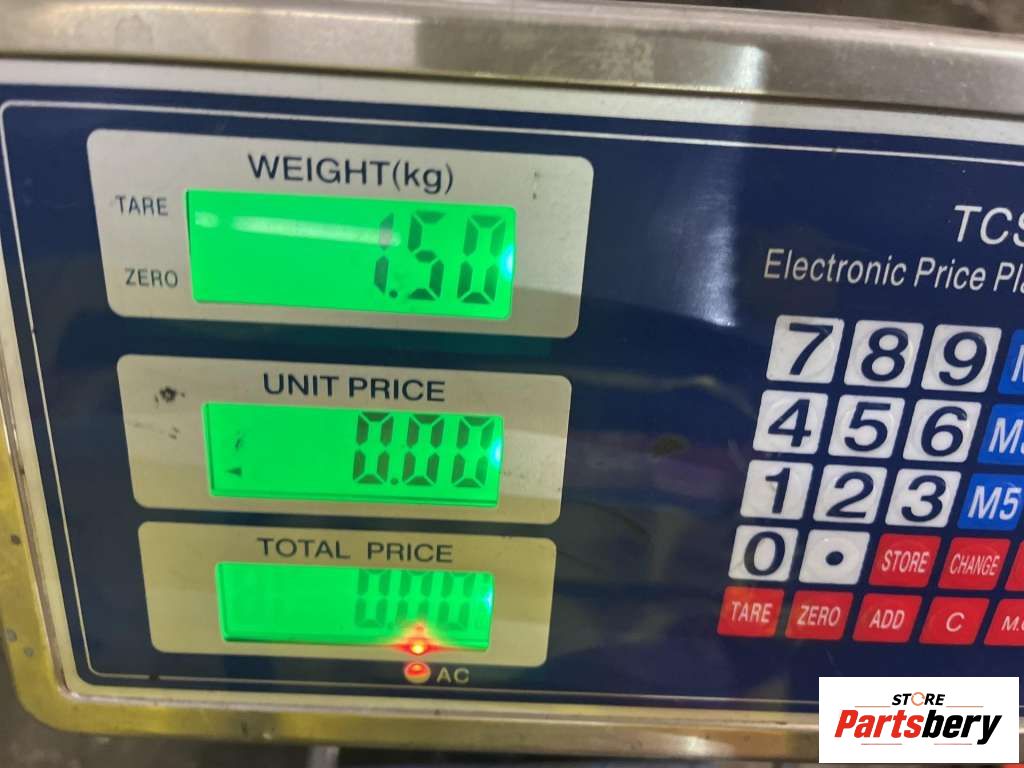 WEIGHT(kg)
TARE
1.50
ZERO
TCS
Electronic Price Pla
UNIT PRICE
0.00
TOTAL PRICE
0.00
AC
7 8 9
4 5 6
1 2 3 M5
0 . STORE CHANGE
TARE ZERO ADD C
STORE
Partsbery